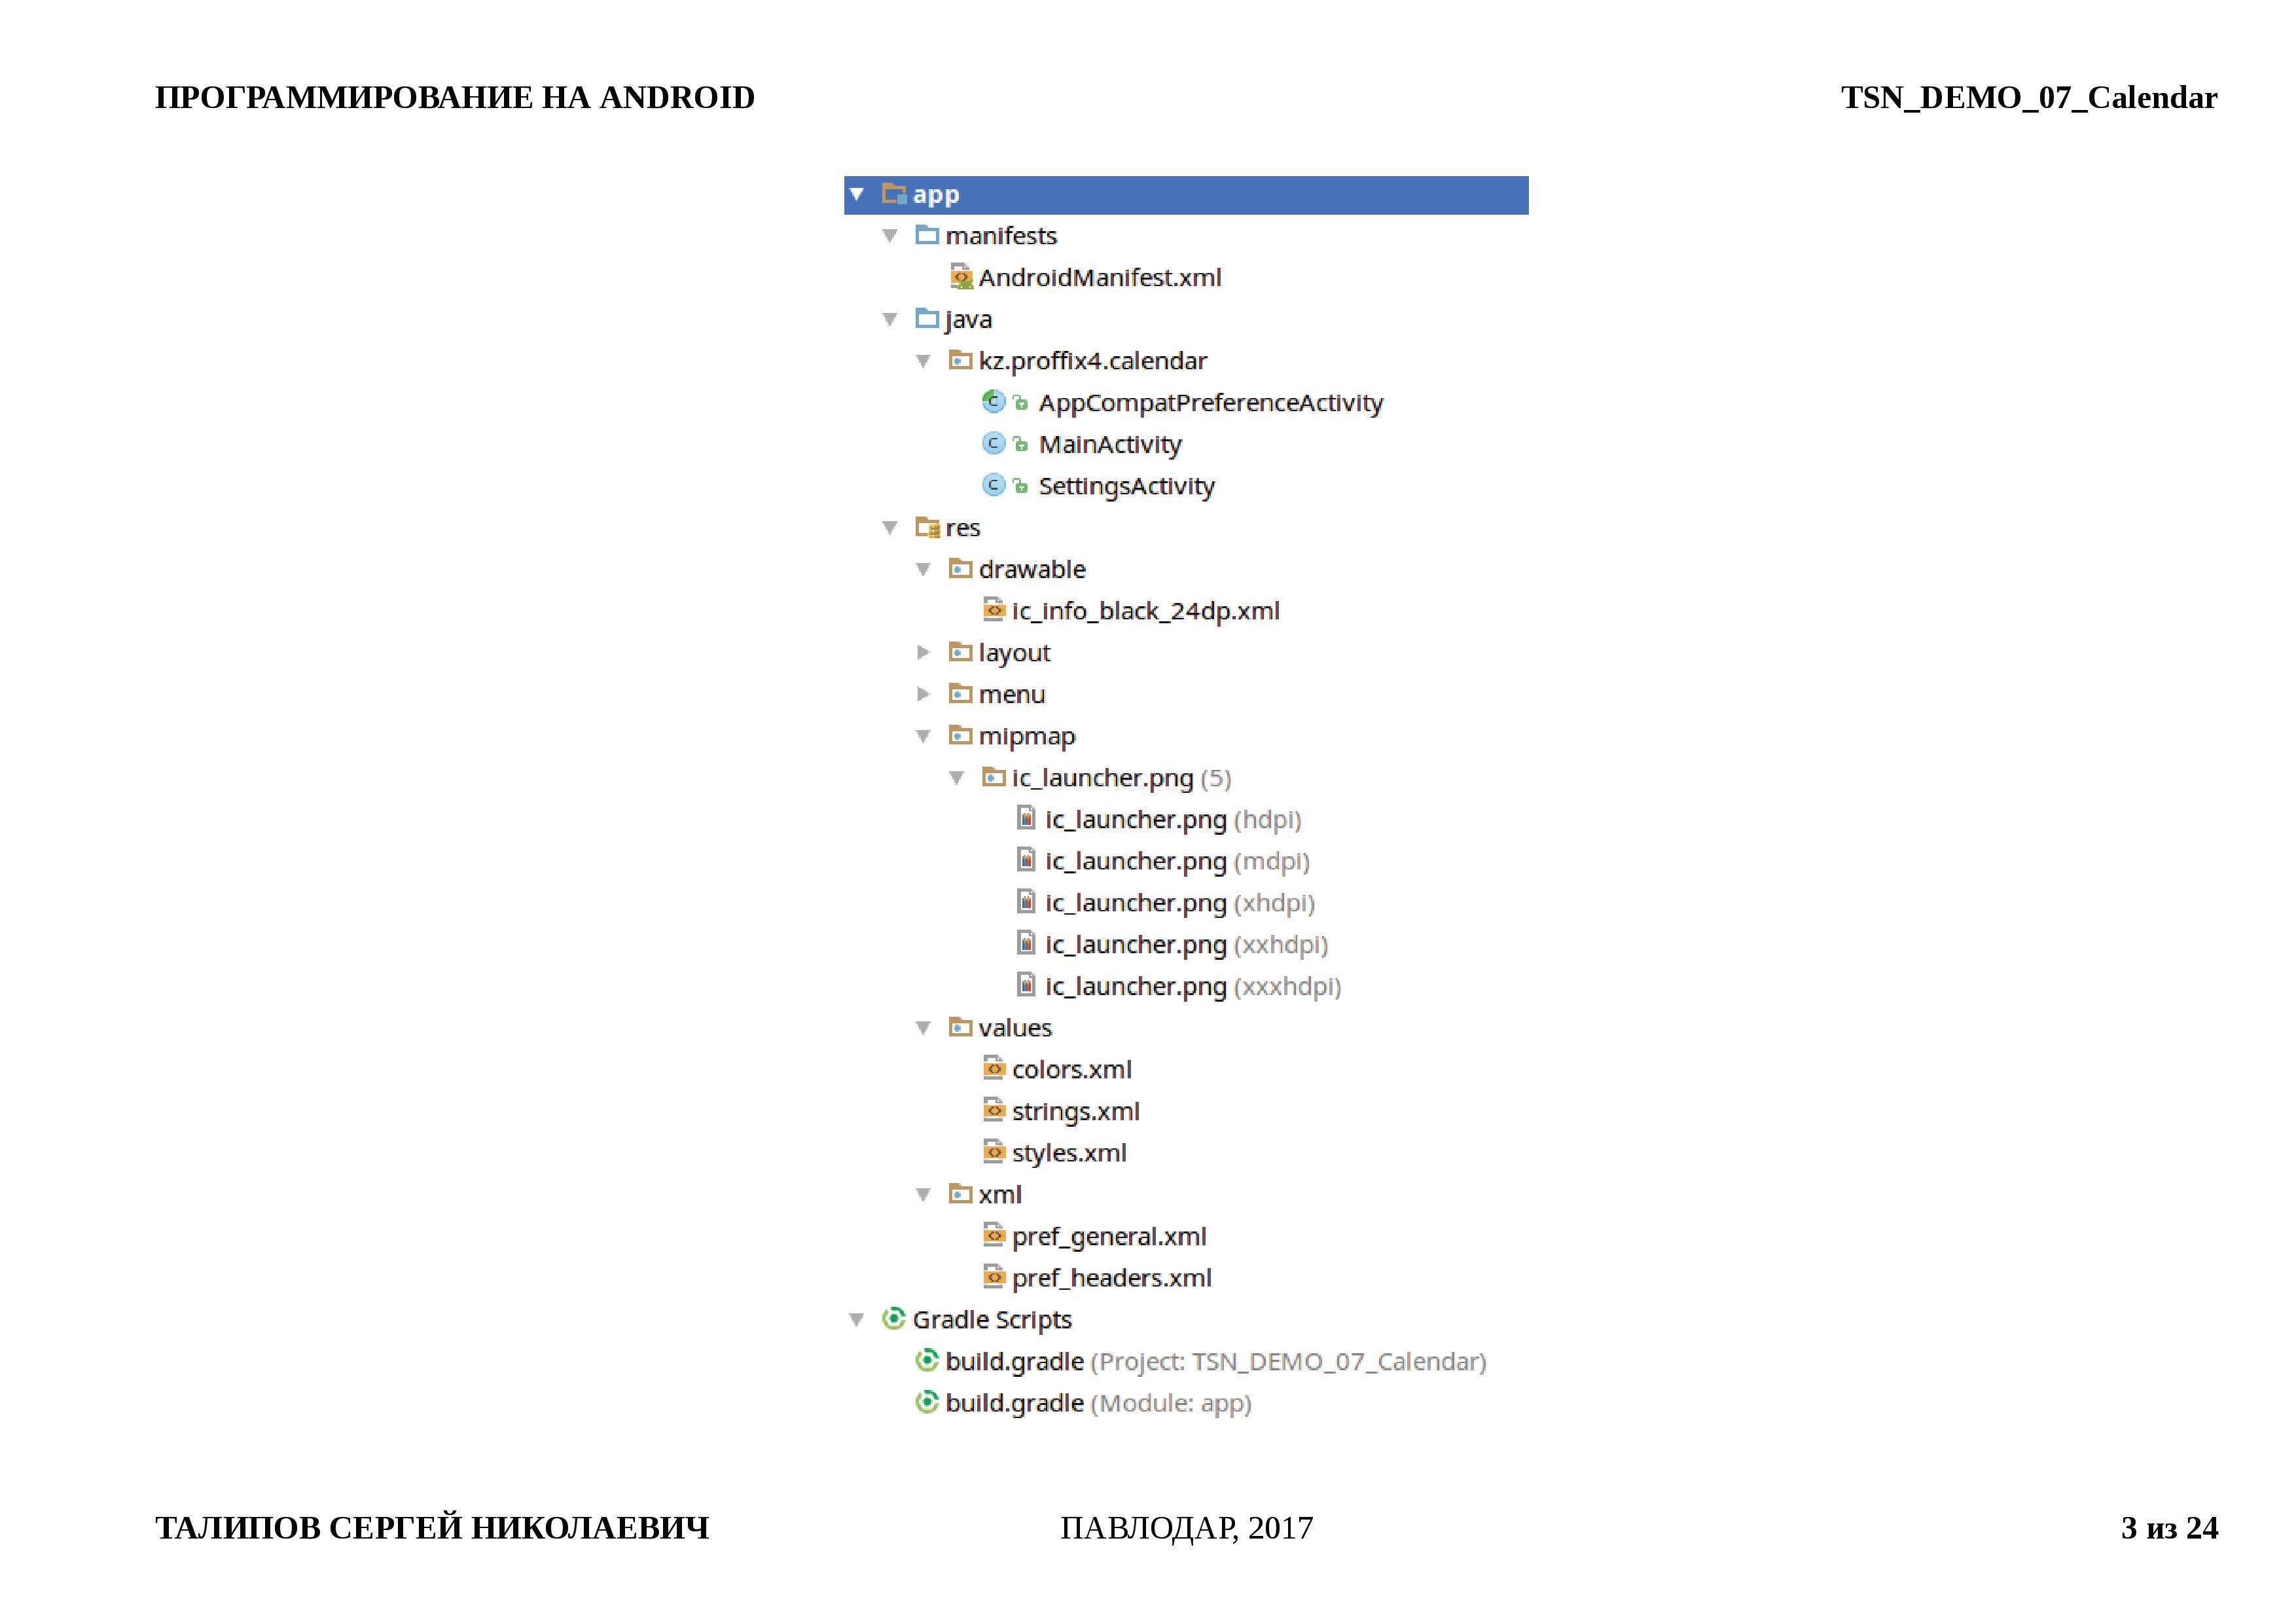 ПРОГРАММИРОВАНИЕ НА ANDROID
TSN_DEMO_07_Calendar
app
manifests
AndroidManifest.xml
java
kz.proffix4.calendar
AppCompatPreferenceActivity
MainActivity
SettingsActivity
res
drawable
ic_info_black_24dp.xml
layout
menu
mipmap
ic_launcher.png (5)
ic_launcher.png (hdpi)
ic_launcher.png (mdpi)
ic_launcher.png (xhdpi)
ic_launcher.png (xxhdpi)
ic_launcher.png (xxxhdpi)
values
colors.xml
strings.xml
styles.xml
xml
pref_general.xml
pref_headers.xml
Gradle Scripts
build.gradle (Project: TSN_DEMO_07_Calendar)
build.gradle (Module: app)
ТАЛИПОВ СЕРГЕЙ НИКОЛАЕВИЧ
ПАВЛОДАР, 2017
3 из 24